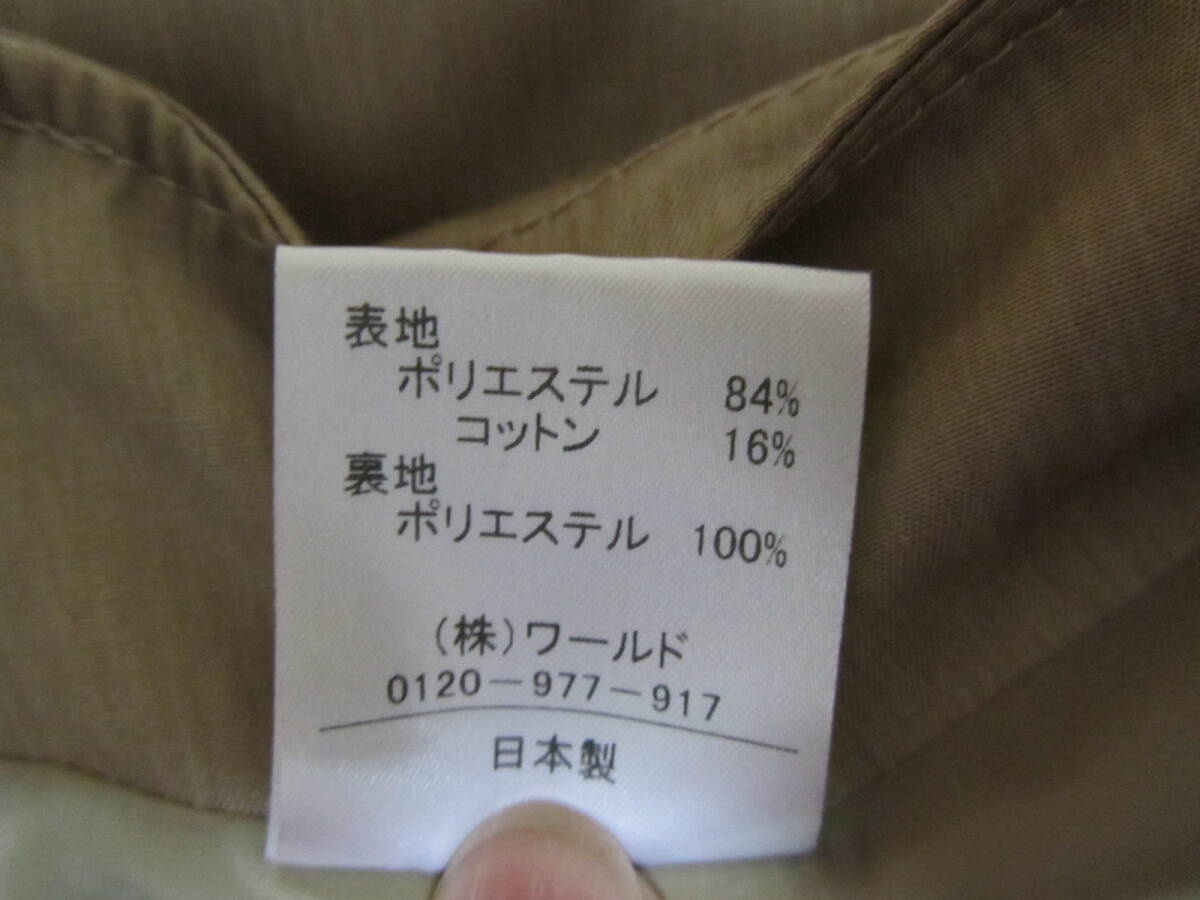 表地
ポリエステル 84%
コットン 16%
裏地
ポリエステル 100%
(株)ワールド
0120-977-917
日本製